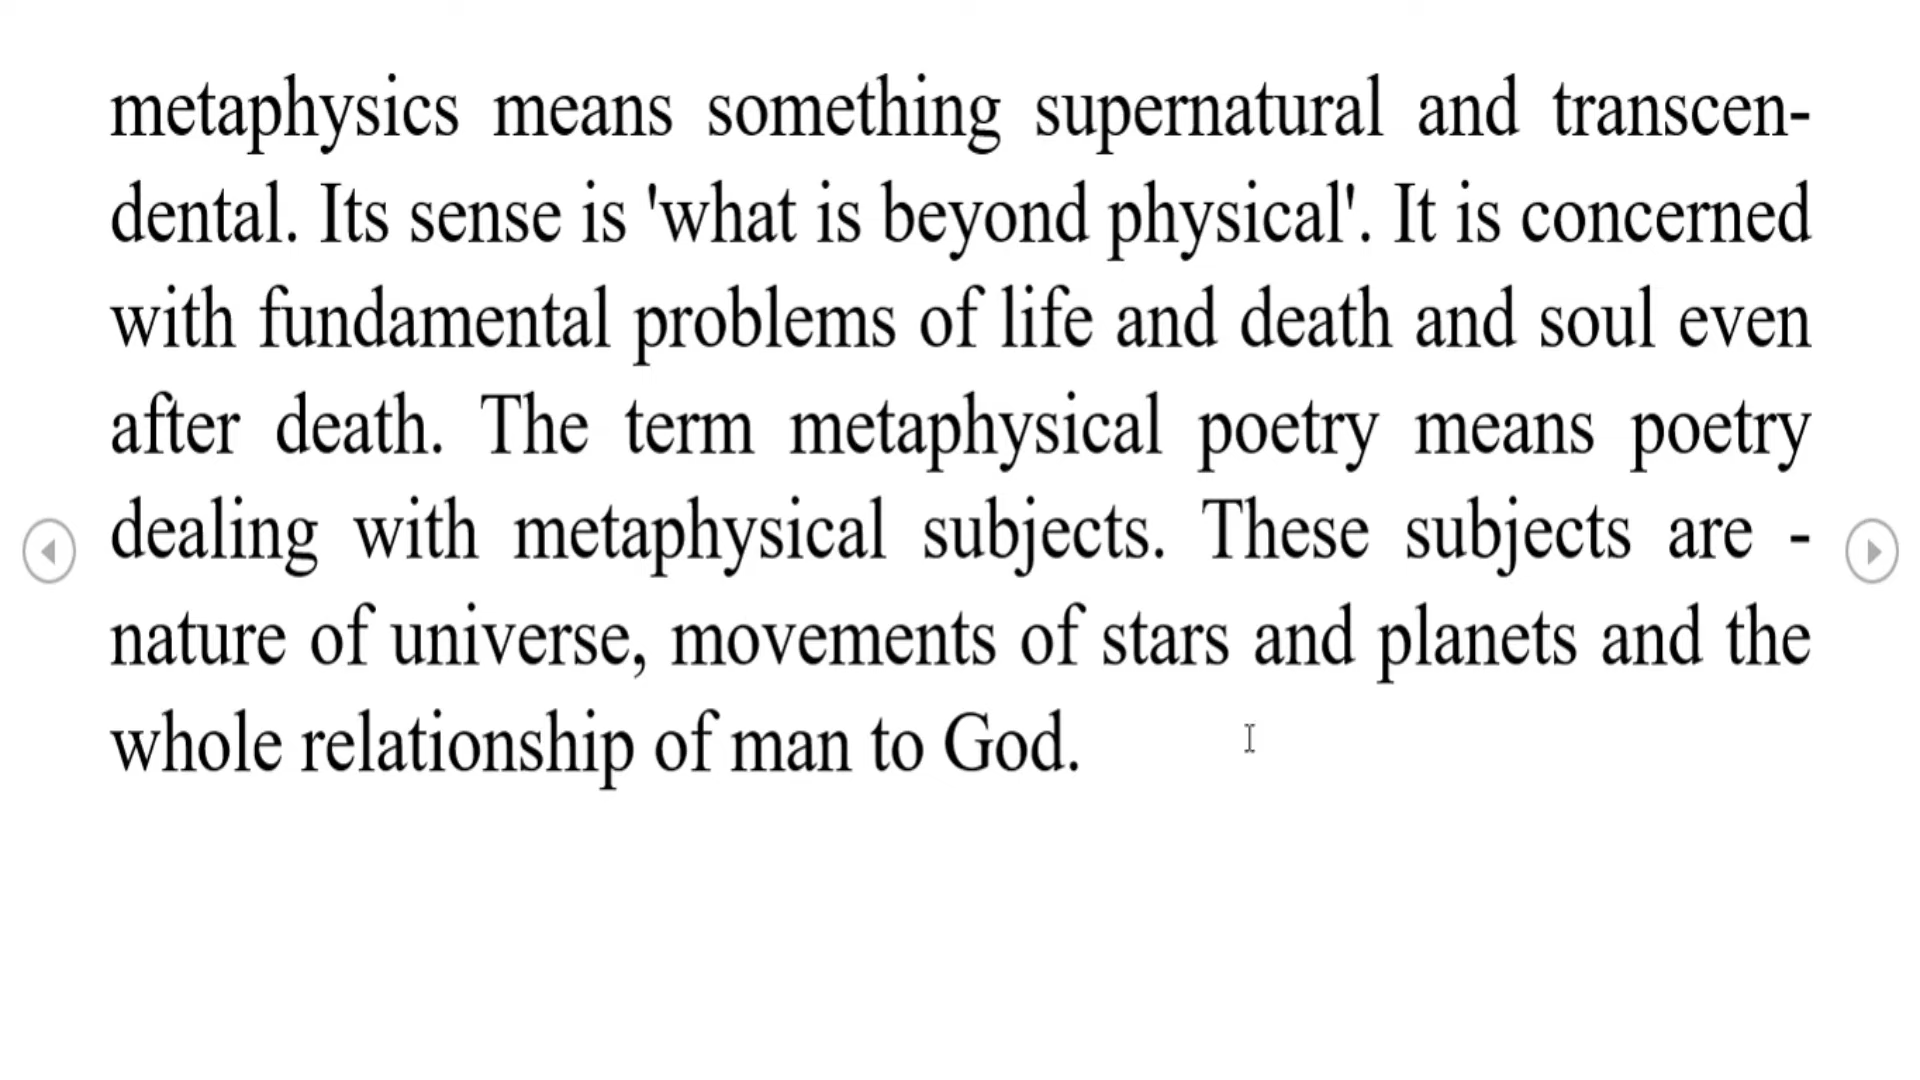 metaphysics means something supernatural and transcen-
dental. Its sense is 'what is beyond physical'. It is concerned
with fundamental problems of life and death and soul even
after death. The term metaphysical poetry means poetry
dealing with metaphysical subjects. These subjects are -
nature of universe, movements of stars and planets and the
whole relationship of man to God.